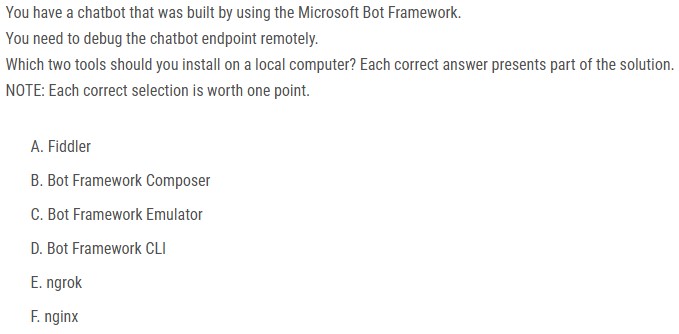 You have a chatbot that was built by using the Microsoft Bot Framework.
You need to debug the chatbot endpoint remotely.
Which two tools should you install on a local computer? Each correct answer presents part of the solution.
NOTE: Each correct selection is worth one point.
A. Fiddler
B. Bot Framework Composer
C. Bot Framework Emulator
D. Bot Framework CLI
E. ngrok
F. nginx